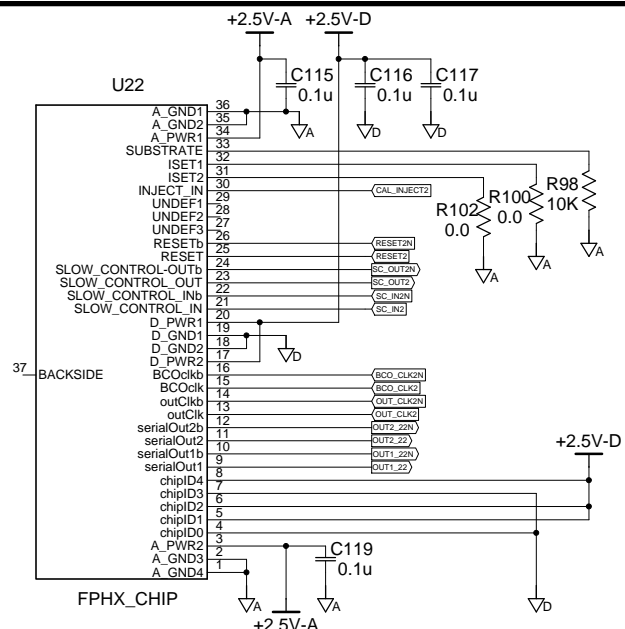 +2.5V-A +2.5V-D
U22
C115
0.1u
C116
0.1u
C117
0.1u
A_GND1 36
A_GND2 35
A_PWR1 34
SUBSTRATE 33
ISET1 32
ISET2 31
INJECT_IN 30 CAL_INJECT2
UNDEF1 29
UNDEF2 28
UNDEF3 27
RESETb 26 RESET2N
RESET 25 RESET2
SLOW_CONTROL-OUTb 24 SC_OUT2N
SLOW_CONTROL_OUT 23 SC_OUT2
SLOW_CONTROL_INb 22 SC_IN2N
SLOW_CONTROL_IN 21 SC_IN2
D_PWR1 20
D_GND1 19
D_GND2 18
D_PWR2 17
37 BACKSIDE
BCOclkb 16 BCO_CLK2N
BCOclk 15 BCO_CLK2
outClkb 14 OUT_CLK2N
outClk 13 OUT_CLK2
serialOut2b 12 OUT2_22N
serialOut2 11 OUT2_22
serialOut1b 10 OUT1_22N
serialOut1 9 OUT1_22
chipID4 8
chipID3 7
chipID2 6
chipID1 5
chipID0 4
A_PWR2 3
A_GND3 2
A_GND4 1
FPHX_CHIP
A
D
D
R102
0.0
R100
0.0
R98
10K
A
A
A
D
+2.5V-D
C119
0.1u
A
A
D
+2.5V-A